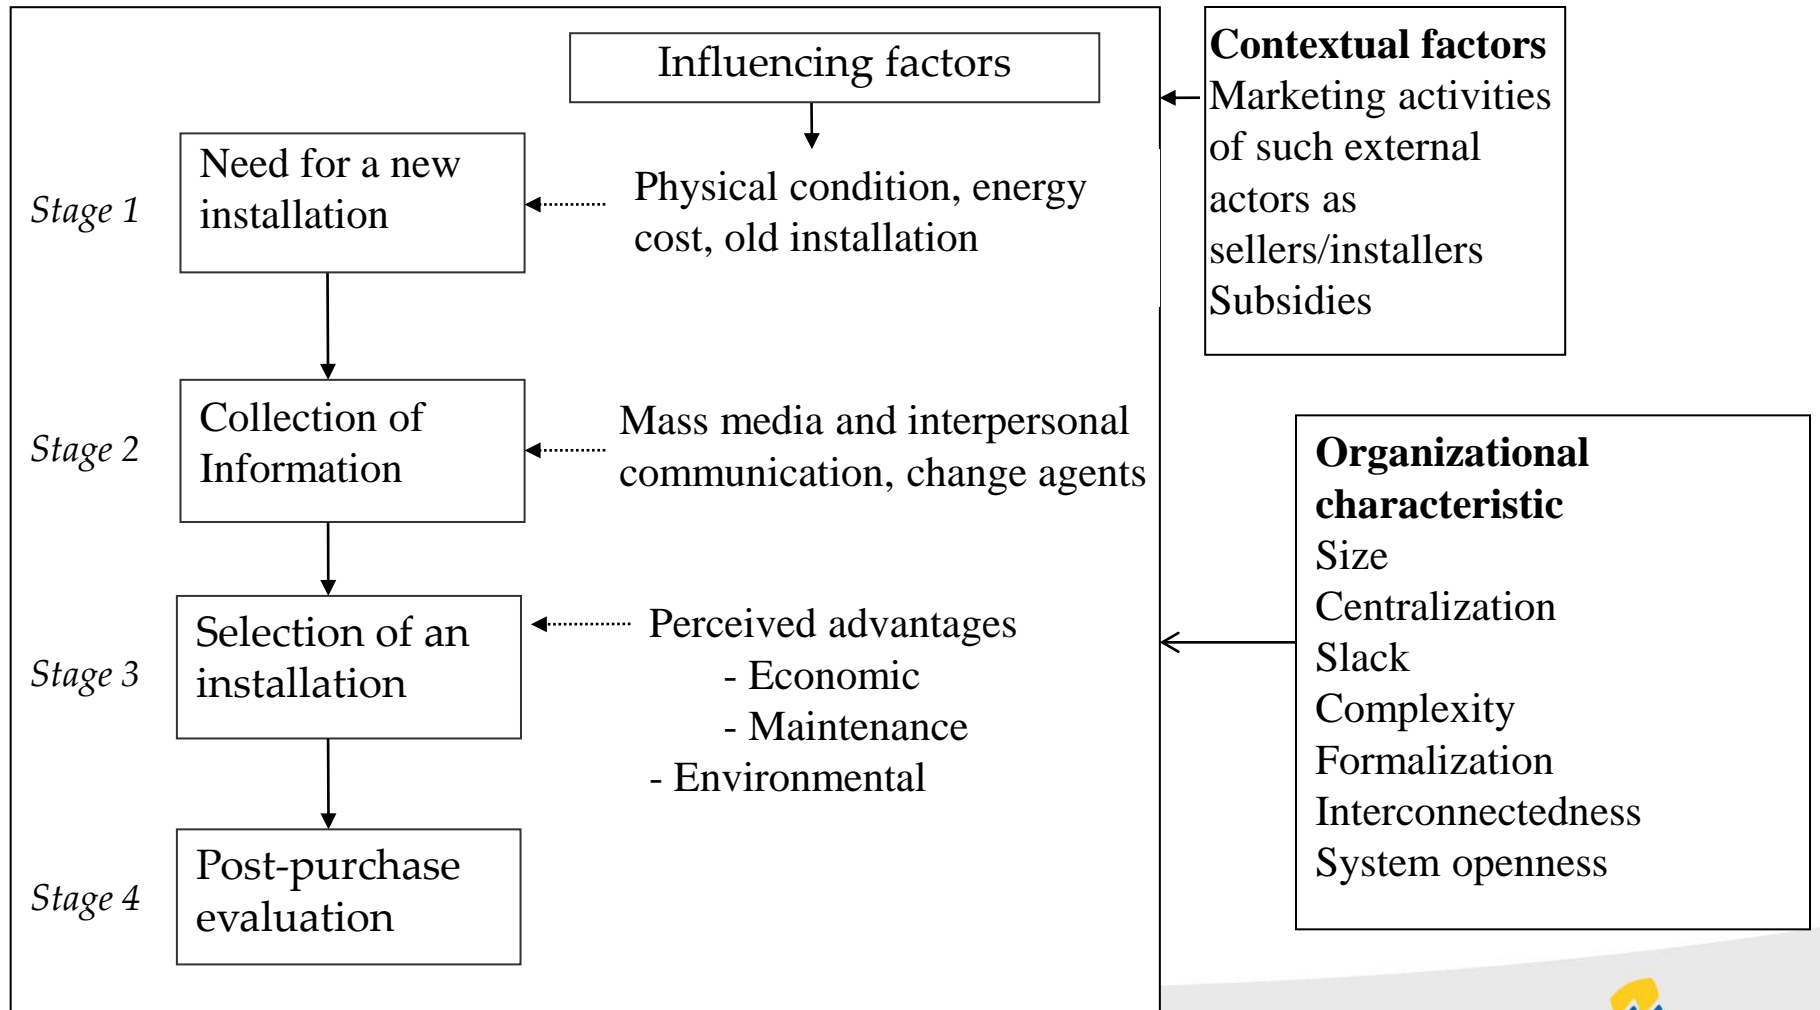 Influencing factors
Stage 1
Need for a new
installation
Physical condition, energy
cost, old installation
Stage 2
Collection of
Information
Mass media and interpersonal
communication, change agents
Stage 3
Selection of an
installation
Perceived advantages
- Economic
- Maintenance
- Environmental
Stage 4
Post-purchase
evaluation
Contextual factors
Marketing activities
of such external
actors as
sellers/installers
Subsidies
Organizational
characteristic
Size
Centralization
Slack
Complexity
Formalization
Interconnectedness
System openness